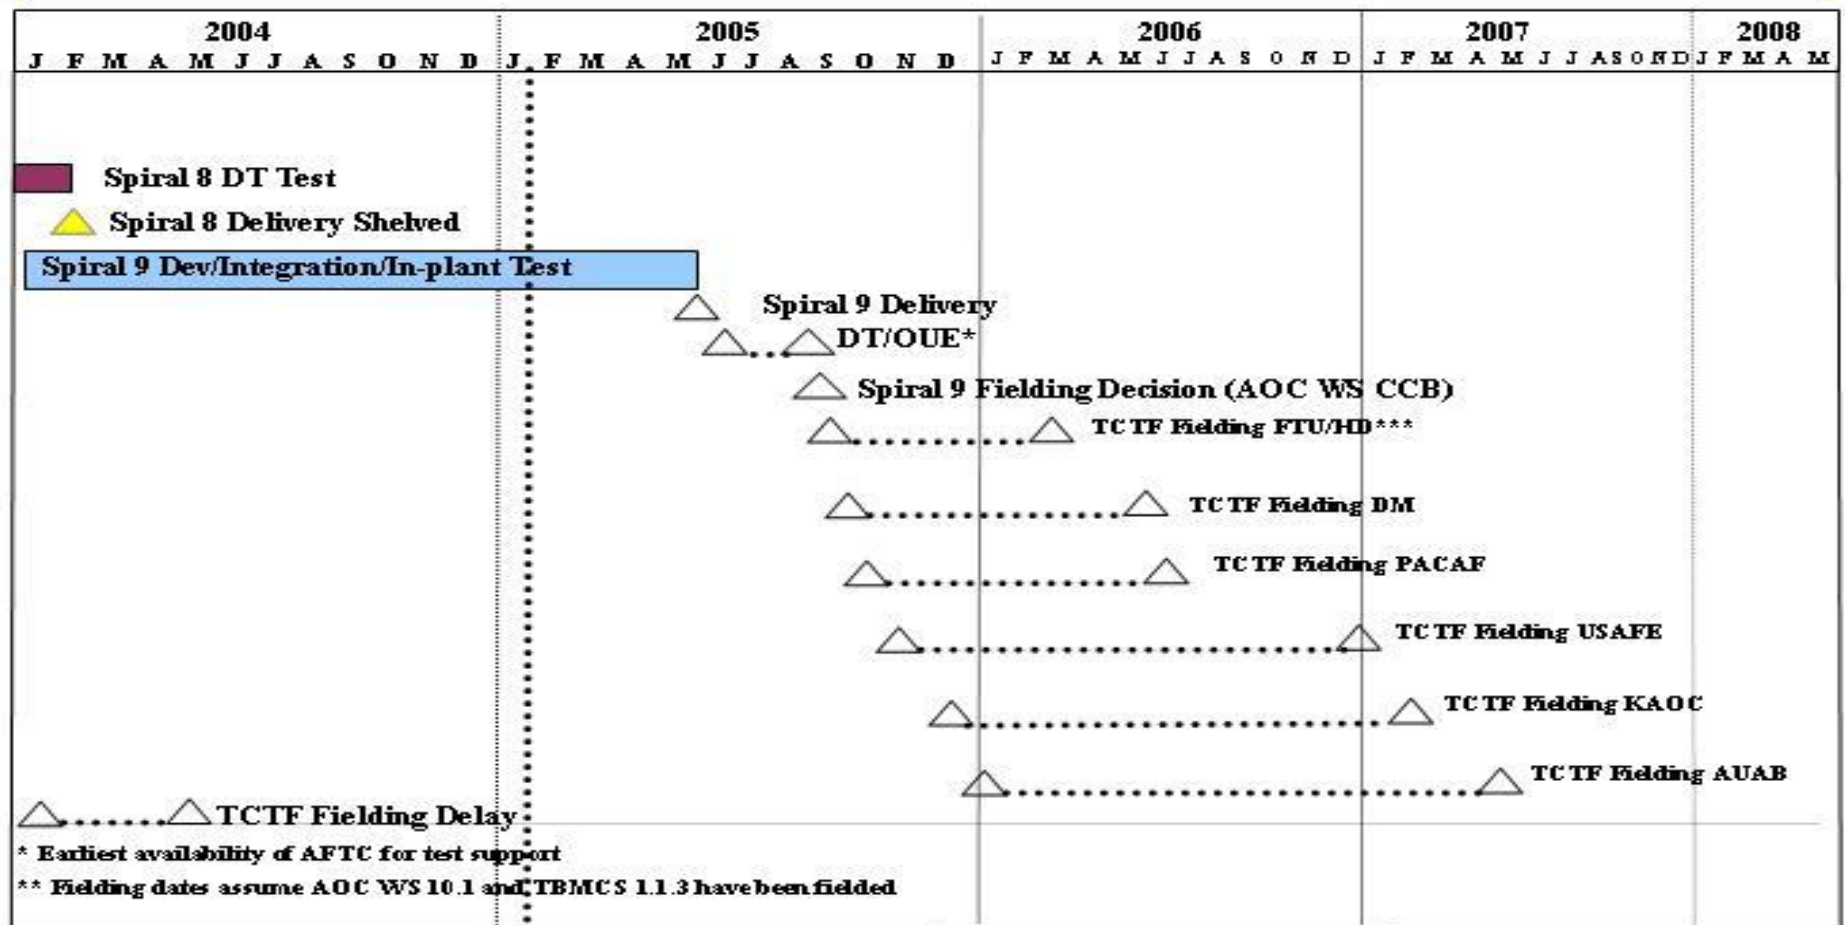 2004 2005 2006 2007 2008
J F M A M J J A S O N D J F M A M J J A S O N D J F M A M J J A S O N D J F M A M J J A S O N D J F M A M
Spiral 8 DT Test
Spiral 8 Delivery Shelved
Spiral 9 Dev/Integration/In-plant Test
Spiral 9 Delivery
DT/OUE*
Spiral 9 Fielding Decision (AOC WS CCB)
TCTF Fielding FTU/HD***
TCTF Fielding DM
TCTF Fielding PACAF
TCTF Fielding USAFE
TCTF Fielding KAOC
TCTF Fielding AUAB
TCTF Fielding Delay
* Earliest availability of AFTC for test support
** Fielding dates assume AOC WS 10.1 and TBMCS 1.1.3 have been fielded